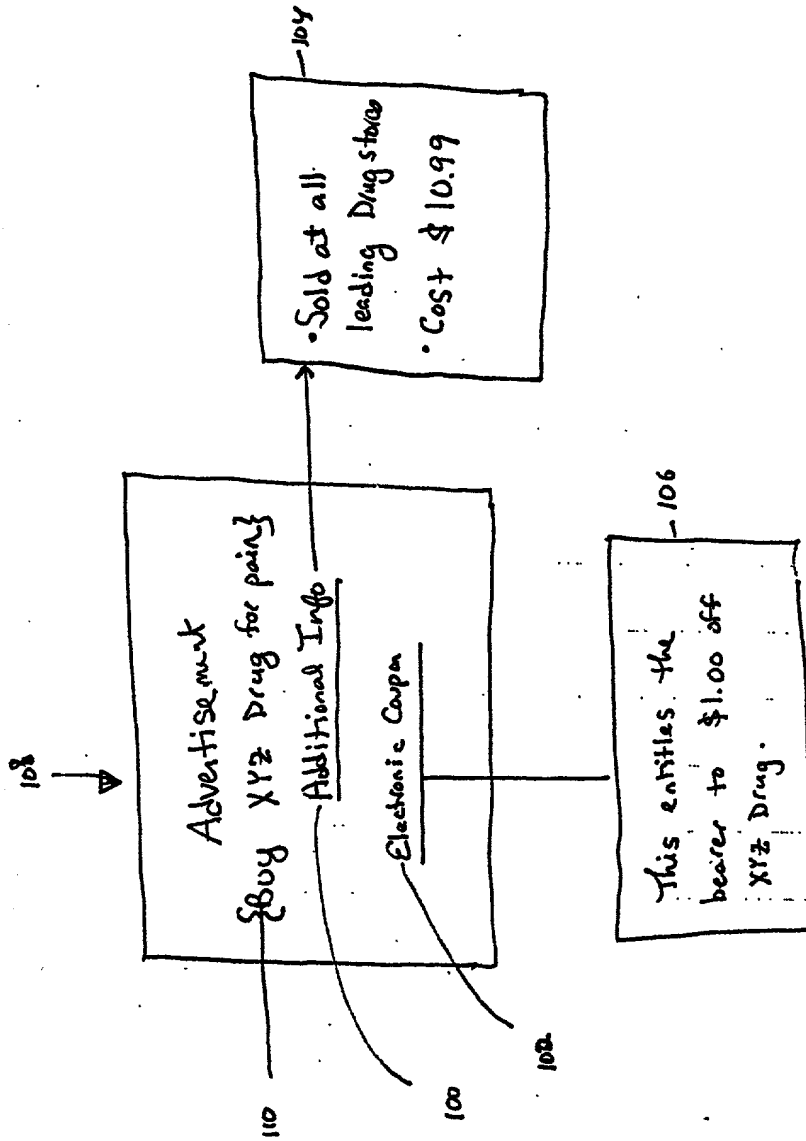 108
Advertisement
{Buy XYZ Drug for pain}
Additional Info
Electronic Coupon
110
100
102
• Sold at all
leading Drug stores
• Cost $10.99
104
This entitles the
bearer to $1.00 off
XYZ Drug.
106